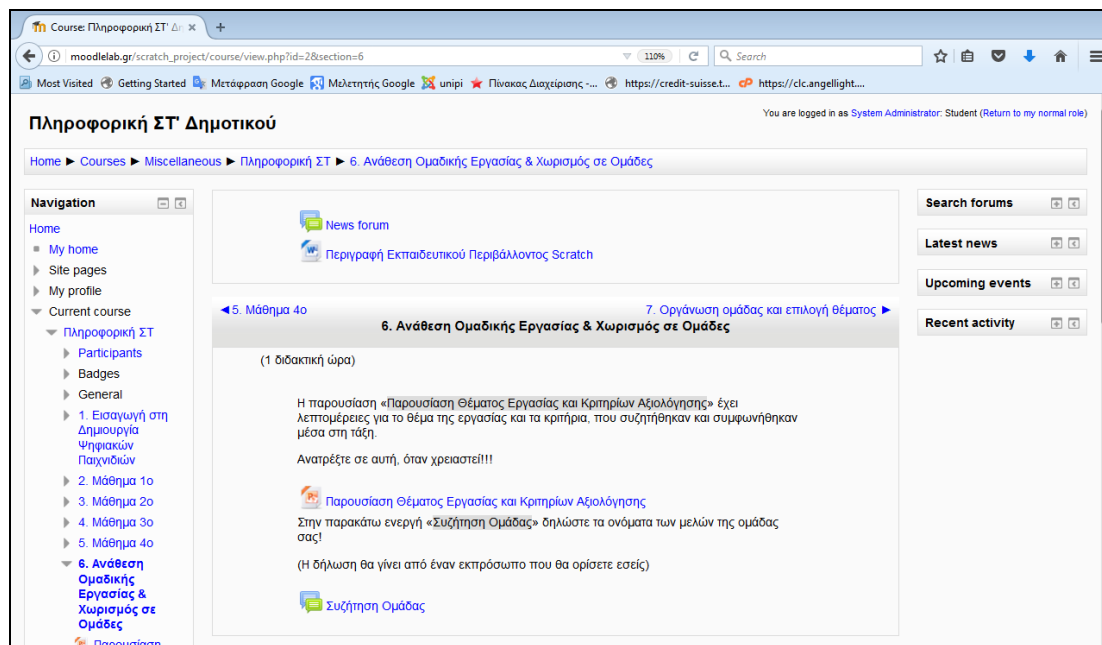 Course: Πληροφορική ΣΤ' Δη
moodlelab.gr/scratch_project/course/view.php?id=2&section=6
110%
Search
Most Visited Getting Started Μετάφραση Google Μελετητής Google unipi Πίνακας Διαχείρισης -... https://credit-suisse.t... https://clc.angellight....
Πληροφορική ΣΤ' Δημοτικού
You are logged in as System Administrator: Student (Return to my normal role)
Home ► Courses ► Miscellaneous ► Πληροφορική ΣΤ ► 6. Ανάθεση Ομαδικής Εργασίας & Χωρισμός σε Ομάδες
Navigation
Home
My home
Site pages
My profile
Current course
Πληροφορική ΣΤ
Participants
Badges
General
1. Εισαγωγή στη
Δημιουργία
Ψηφιακών
Παιχνιδιών
2. Μάθημα 1ο
3. Μάθημα 2ο
4. Μάθημα 3ο
5. Μάθημα 4ο
6. Ανάθεση
Ομαδικής
Εργασίας &
Χωρισμός σε
Ομάδες
Παρουσίαση
News forum
Περιγραφή Εκπαιδευτικού Περιβάλλοντος Scratch
◄5. Μάθημα 4ο
7. Οργάνωση ομάδας και επιλογή θέματος ►
6. Ανάθεση Ομαδικής Εργασίας & Χωρισμός σε Ομάδες
(1 διδακτική ώρα)
Η παρουσίαση «Παρουσίαση Θέματος Εργασίας και Κριτηρίων Αξιολόγησης» έχει
λεπτομέρειες για το θέμα της εργασίας και τα κριτήρια, που συζητήθηκαν και συμφωνήθηκαν
μέσα στη τάξη.
Ανατρέξτε σε αυτή, όταν χρειαστεί!!!
Παρουσίαση Θέματος Εργασίας και Κριτηρίων Αξιολόγησης
Στην παρακάτω ενεργή «Συζήτηση Ομάδας» δηλώστε τα ονόματα των μελών της ομάδας
σας!
(Η δήλωση θα γίνει από έναν εκπρόσωπο που θα ορίσετε εσείς)
Συζήτηση Ομάδας
Search forums
Latest news
Upcoming events
Recent activity